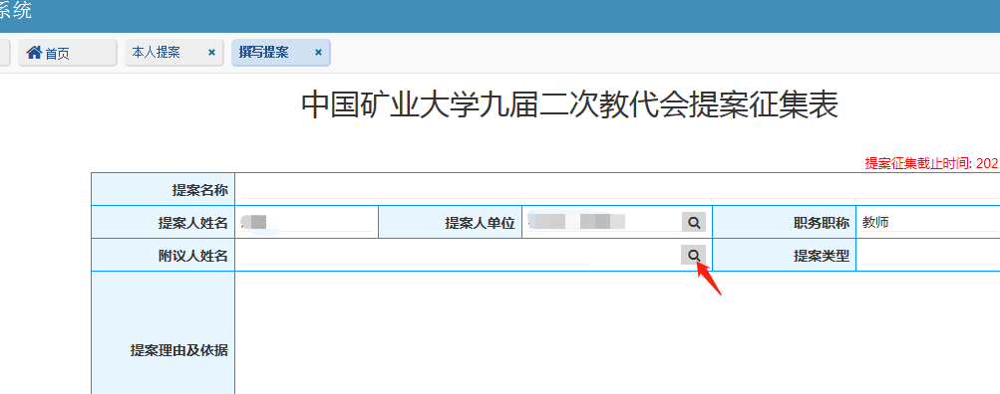 系统
首页 本人提案 × 撰写提案 ×
中国矿业大学九届二次教代会提案征集表
提案征集截止时间: 202
提案名称
提案人姓名 提案人单位 职务职称 教师
附议人姓名 提案类型
提案理由及依据